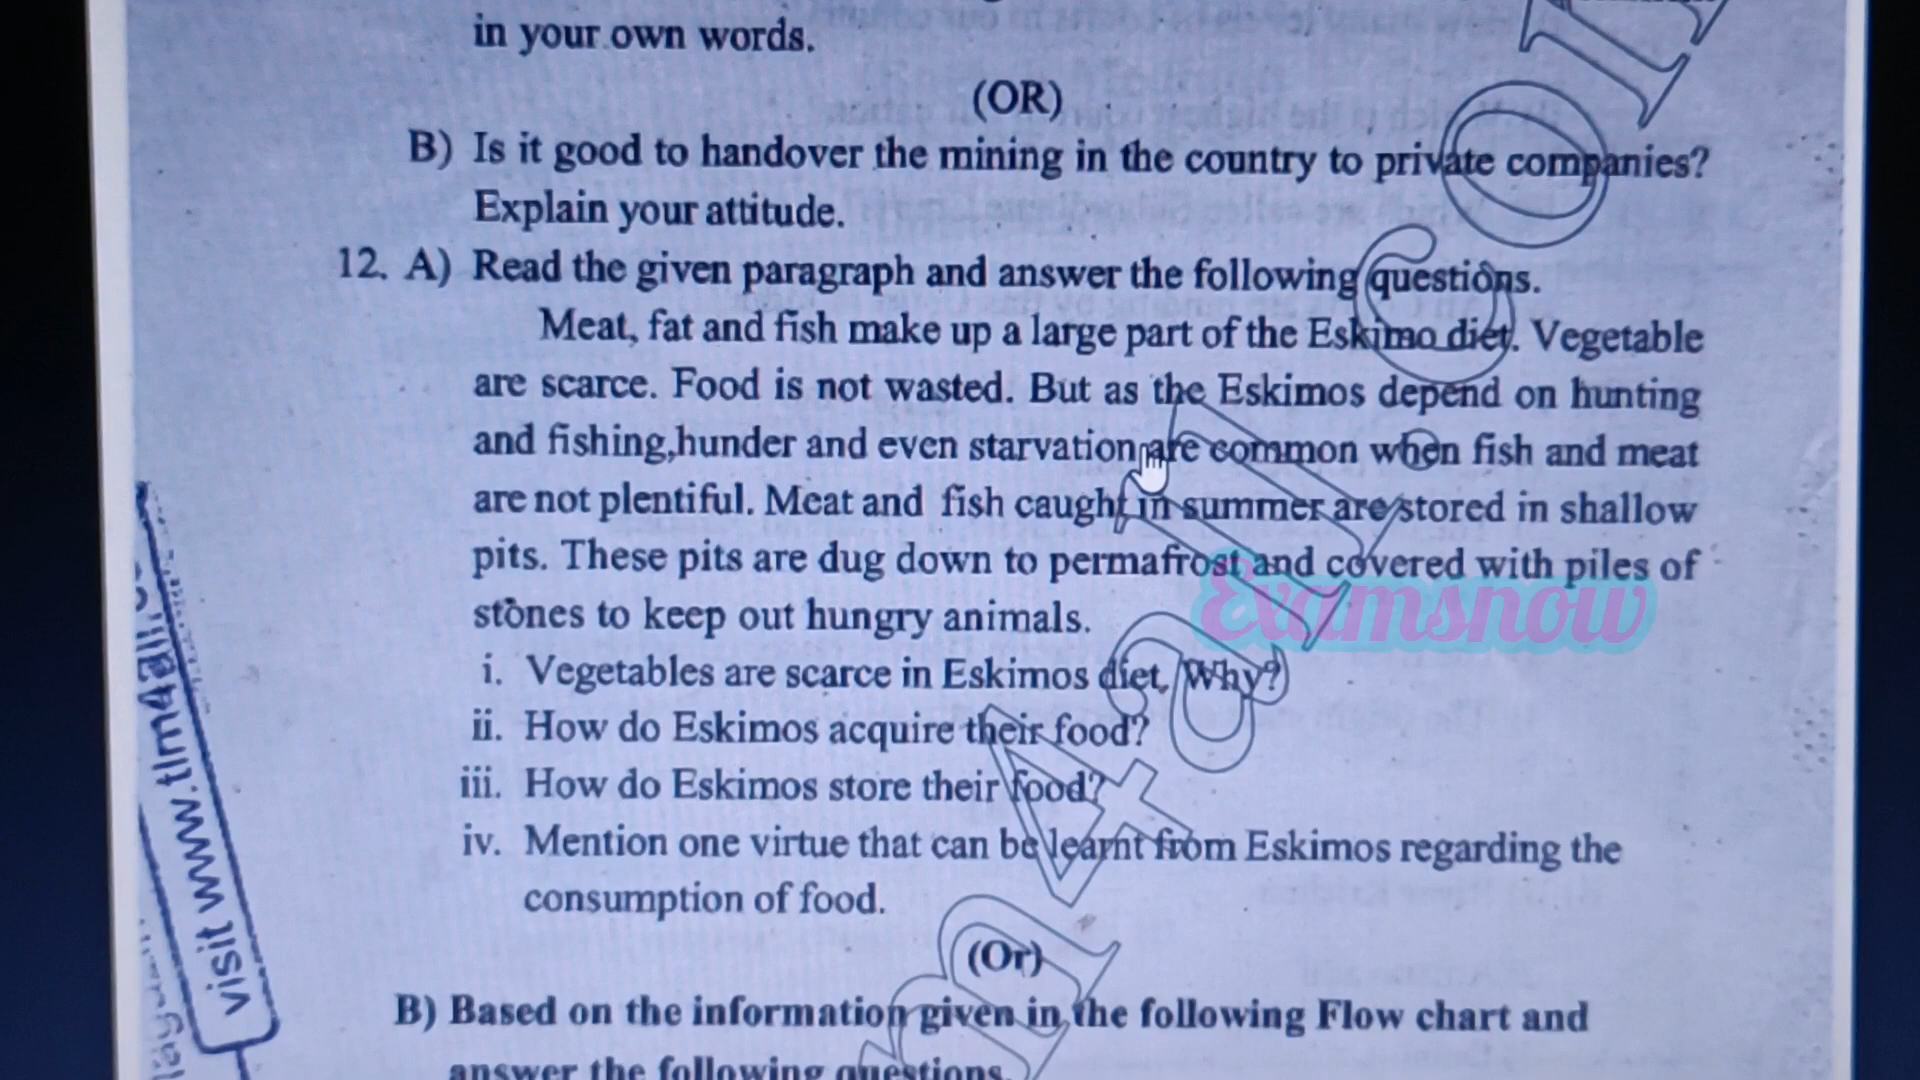 in your own words.
(OR)
B) Is it good to handover the mining in the country to private companies?
Explain your attitude.
12. A) Read the given paragraph and answer the following questions.
Meat, fat and fish make up a large part of the Eskimo diet. Vegetable
are scarce. Food is not wasted. But as the Eskimos depend on hunting
and fishing,hunder and even starvation are common when fish and meat
are not plentiful. Meat and fish caught in summer are stored in shallow
pits. These pits are dug down to permafrost and covered with piles of
stones to keep out hungry animals.
Examsnow
i. Vegetables are scarce in Eskimos diet. Why?
ii. How do Eskimos acquire their food?
iii. How do Eskimos store their food?
iv. Mention one virtue that can be learnt from Eskimos regarding the
consumption of food.
(Or)
B) Based on the information given in the following Flow chart and
answer the following questions.
visit www.tlm4all.co